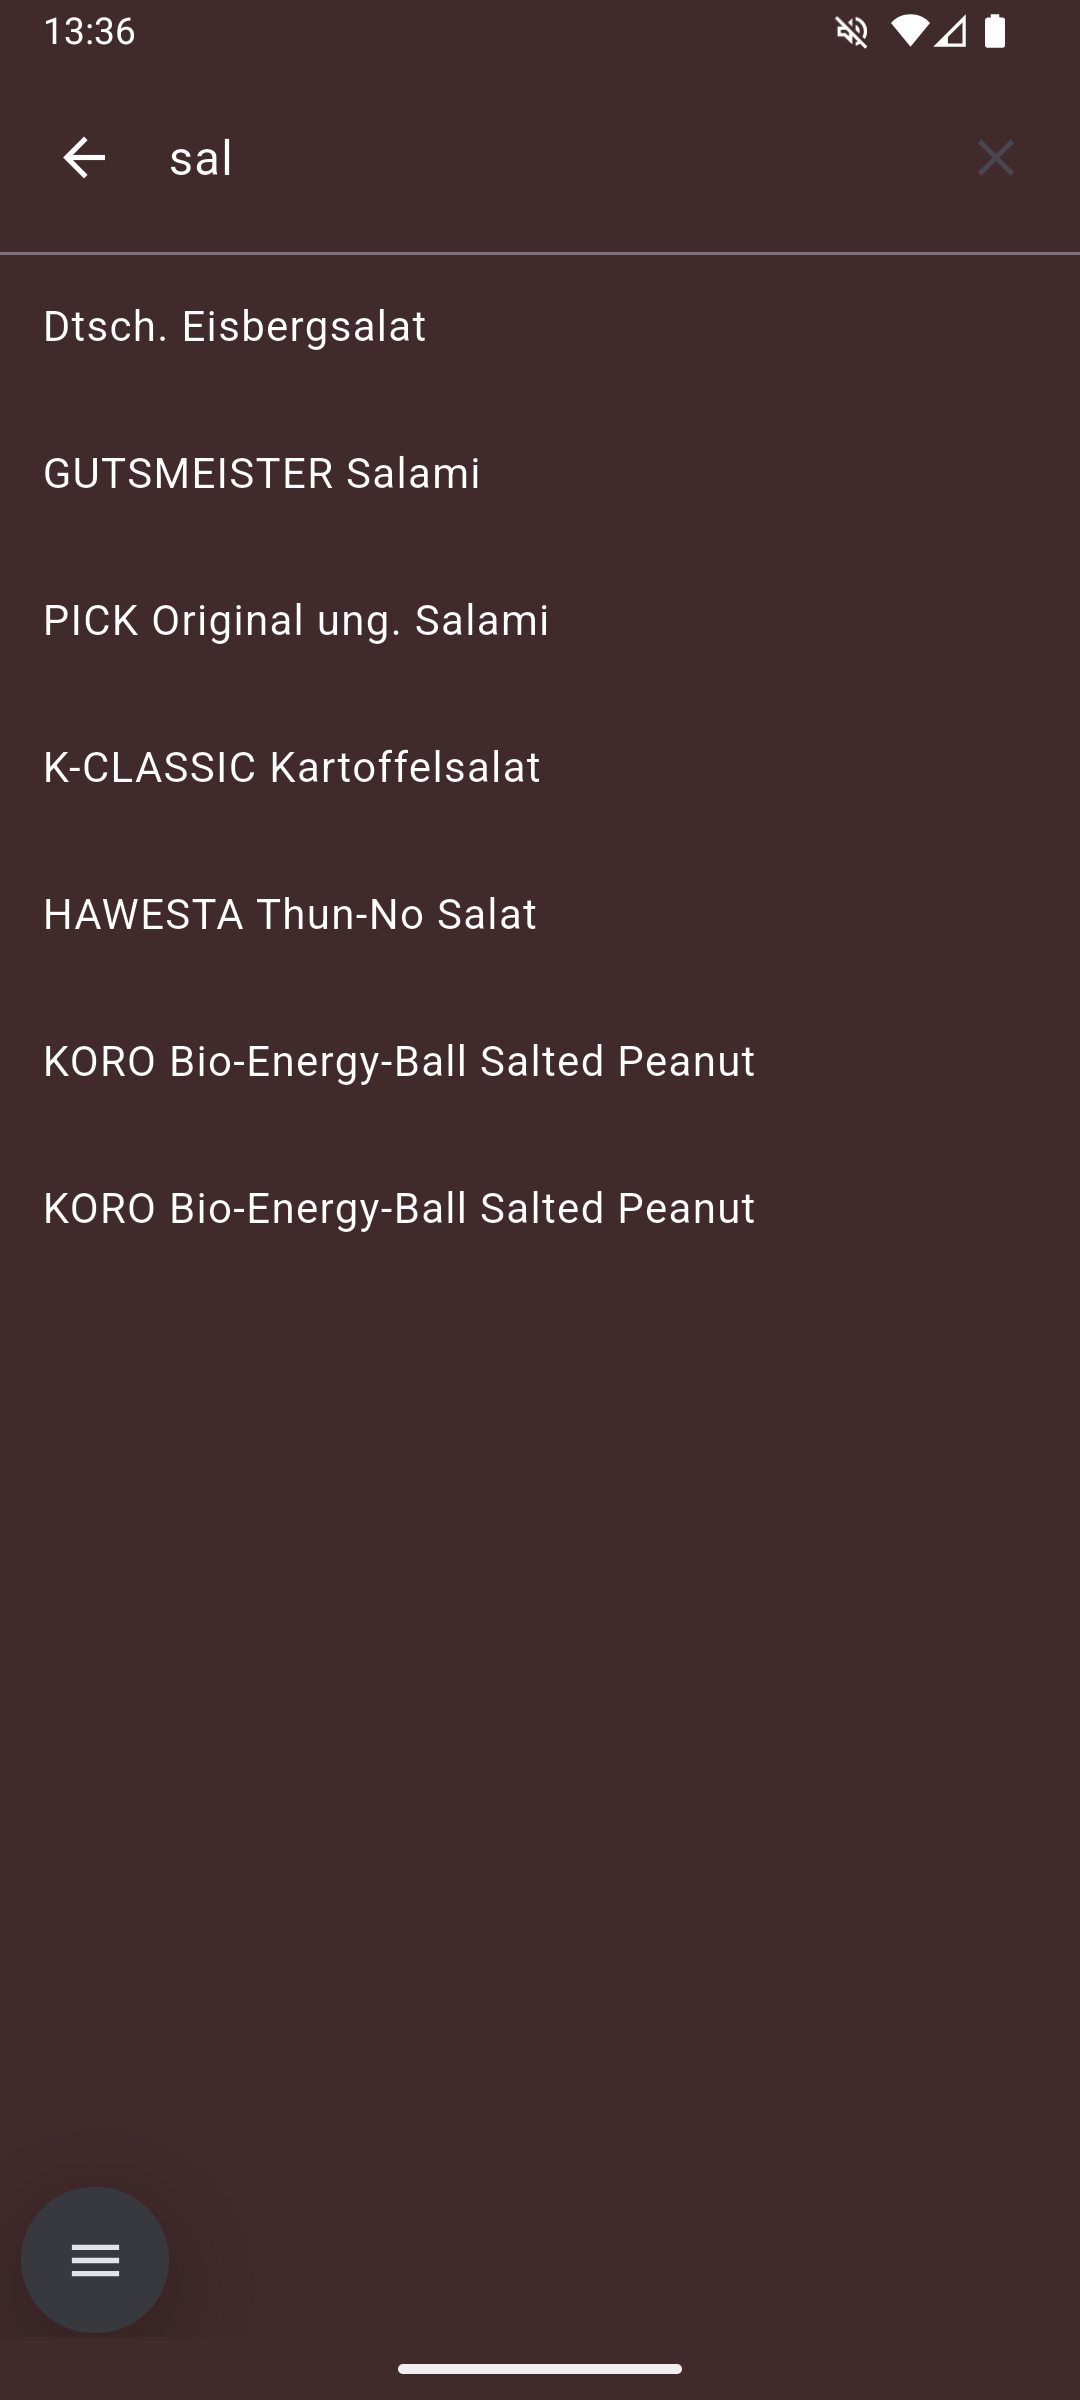 13:36
sal
Dtsch. Eisbergsalat
GUTSMEISTER Salami
PICK Original ung. Salami
K-CLASSIC Kartoffelsalat
HAWESTA Thun-No Salat
KORO Bio-Energy-Ball Salted Peanut
KORO Bio-Energy-Ball Salted Peanut